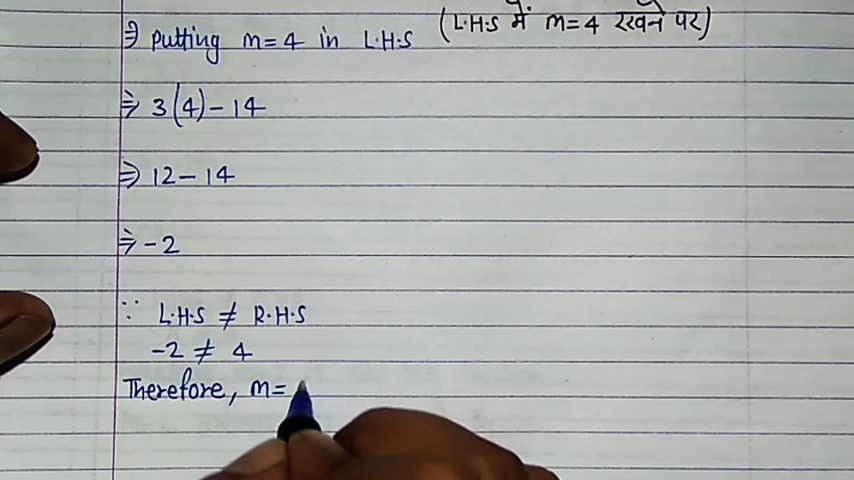 ⇒ Putting m=4 in L.H.S (L.H.S में m=4 रखने पर)
⇒ 3(4)-14
⇒ 12-14
⇒ -2
∵ L.H.S ≠ R.H.S
-2 ≠ 4
Therefore, m=